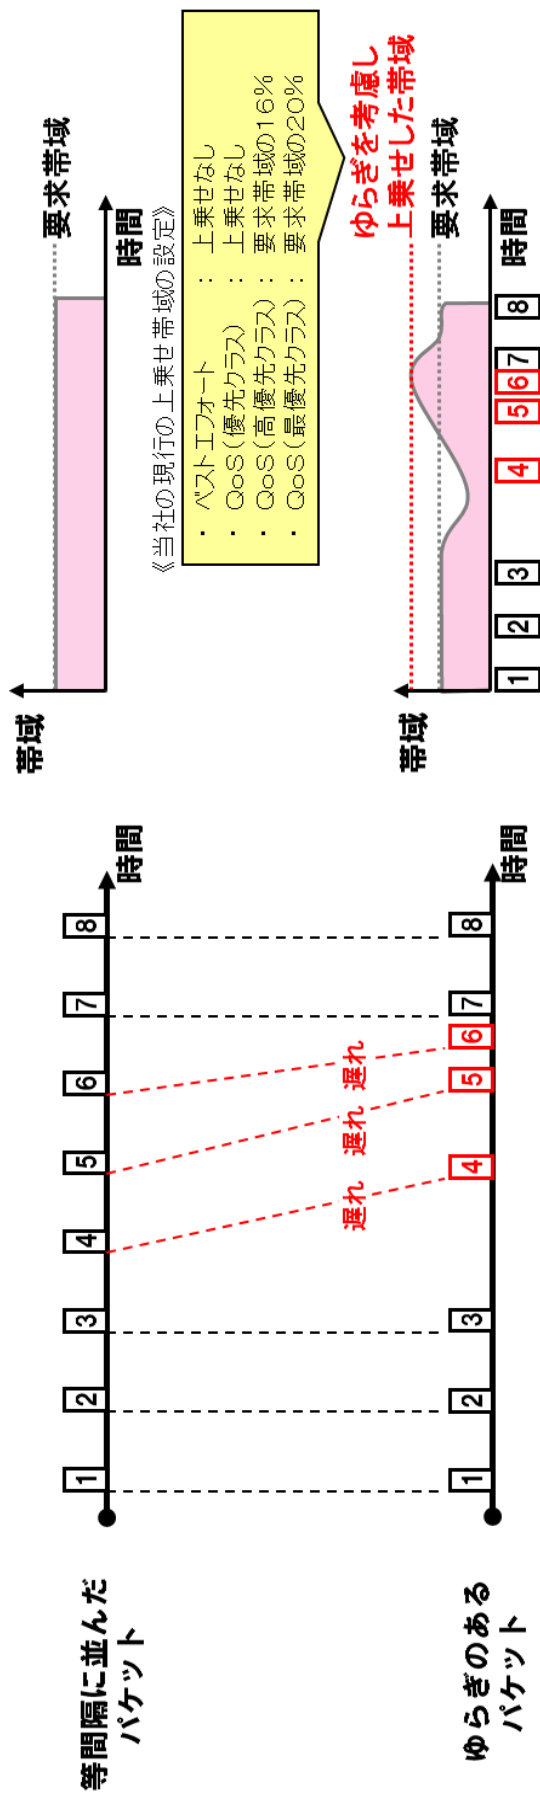 等間隔に並んだ
パケット
1 2 3 4 5 6 7 8
時間
遅れ 遅れ 遅れ
ゆらぎのある
パケット
1 2 3 4 5 6 7 8
時間
帯域
要求帯域
時間
《当社の現行の上乗せ帯域の設定》
・ ベストエフォート : 上乗せなし
・ QoS(優先クラス) : 上乗せなし
・ QoS(高優先クラス) : 要求帯域の16%
・ QoS(最優先クラス) : 要求帯域の20%
ゆらぎを考慮し
上乗せした帯域
帯域
要求帯域
時間
1 2 3 4 5 6 7 8